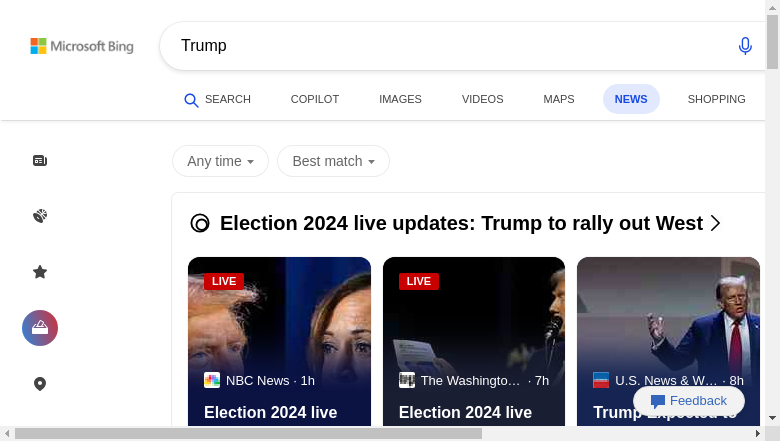 Microsoft Bing
Trump
SEARCH
COPILOT
IMAGES
VIDEOS
MAPS
NEWS
SHOPPING
Any time
Best match
Election 2024 live updates: Trump to rally out West
LIVE
NBC News · 1h
Election 2024 live
LIVE
The Washingto… · 7h
Election 2024 live
U.S. News & W… · 8h
Trump Expected to
Feedback